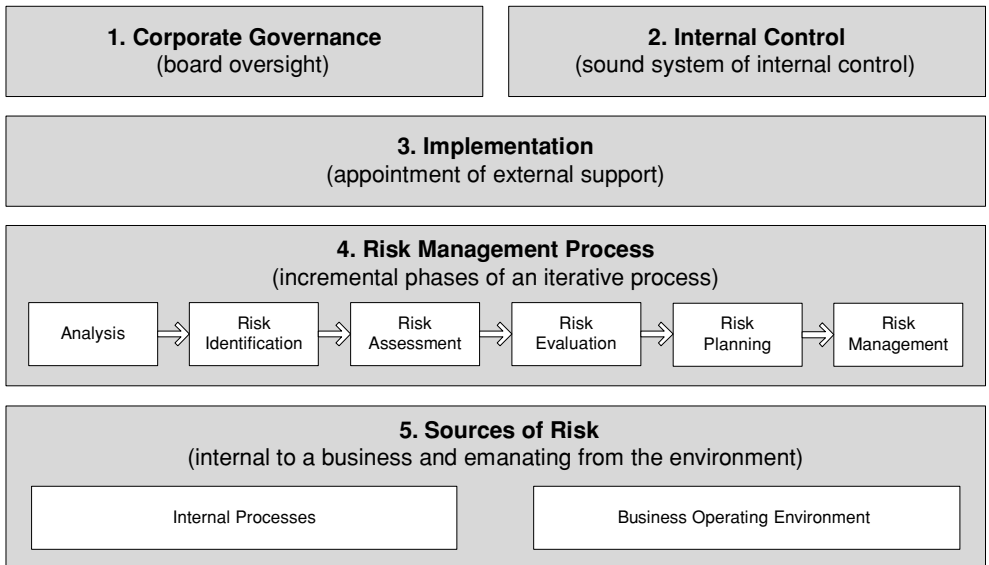 1. Corporate Governance
(board oversight)
2. Internal Control
(sound system of internal control)
3. Implementation
(appointment of external support)
4. Risk Management Process
(incremental phases of an iterative process)
Analysis
Risk
Identification
Risk
Assessment
Risk
Evaluation
Risk
Planning
Risk
Management
5. Sources of Risk
(internal to a business and emanating from the environment)
Internal Processes
Business Operating Environment